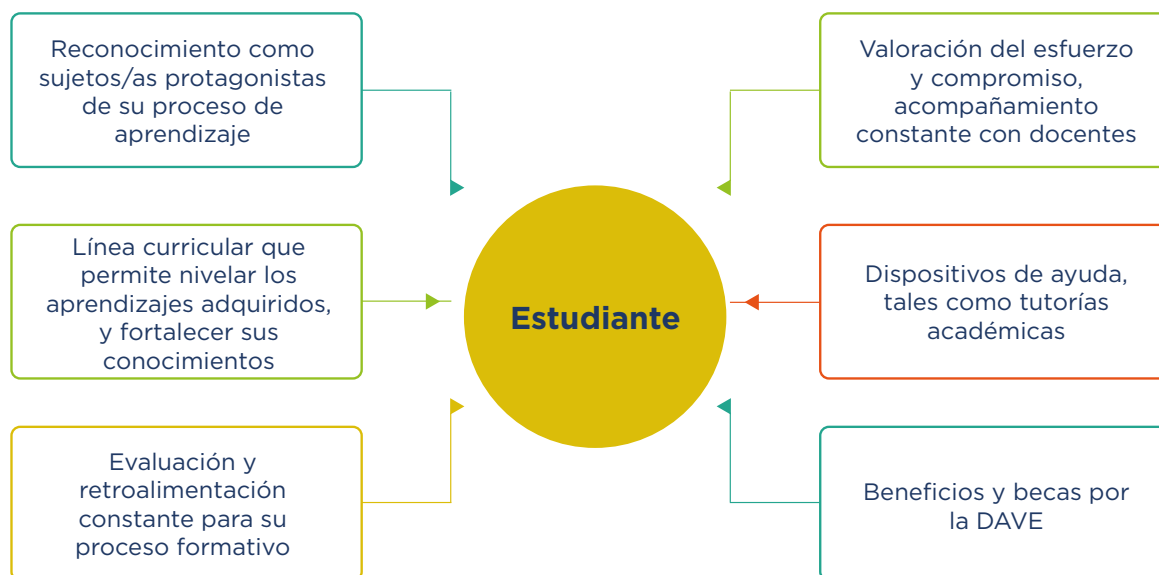 Reconocimiento como
sujetos/as protagonistas
de su proceso de
aprendizaje
Valoración del esfuerzo
y compromiso,
acompañamiento
constante con docentes
Línea curricular que
permite nivelar los
aprendizajes adquiridos,
y fortalecer sus
conocimientos
Estudiante
Dispositivos de ayuda,
tales como tutorías
académicas
Evaluación y
retroalimentación
constante para su
proceso formativo
Beneficios y becas por
la DAVE